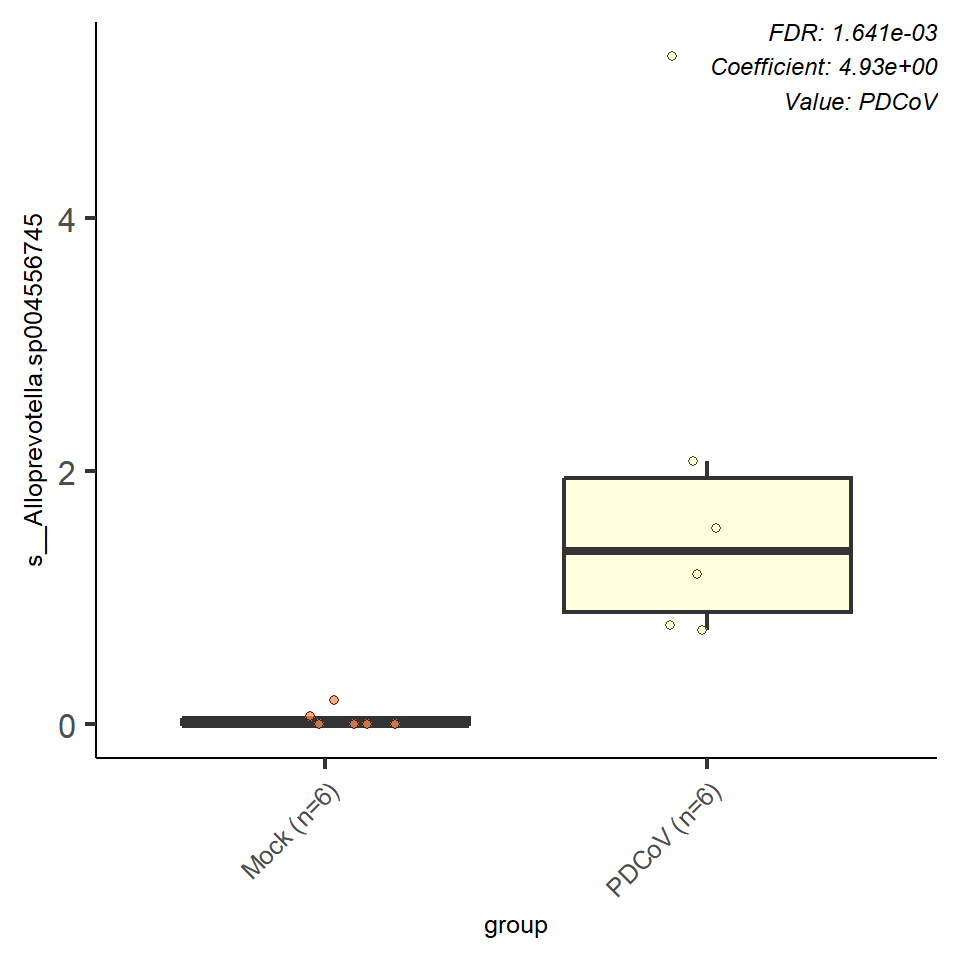 FDR: 1.641e-03
Coefficient: 4.93e+00
Value: PDCoV
s__Alloprevotella.sp004556745
4
2
0
Mock (n=6)
PDCoV (n=6)
group